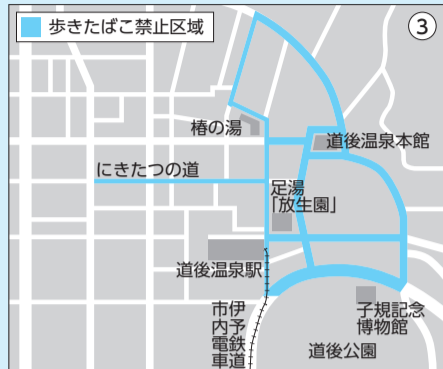 歩きたばこ禁止区域
③
椿の湯
道後温泉本館
にきたつの道
足湯
「放生園」
道後温泉駅
伊予鉄道
市内電車
子規記念
博物館
道後公園